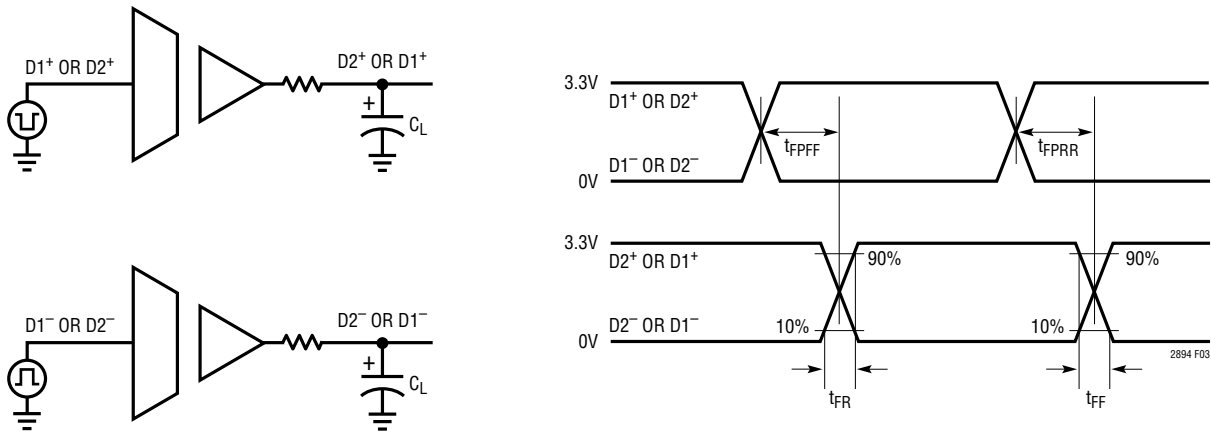 D1+ OR D2+
D2+ OR D1+
+
CL
D1– OR D2–
D2– OR D1–
+
CL
3.3V
D1+ OR D2+
tFPFF
tFPRR
D1– OR D2–
0V
3.3V
D2+ OR D1+
90%
90%
D2– OR D1–
10%
10%
0V
2894 F03
tFR
tFF